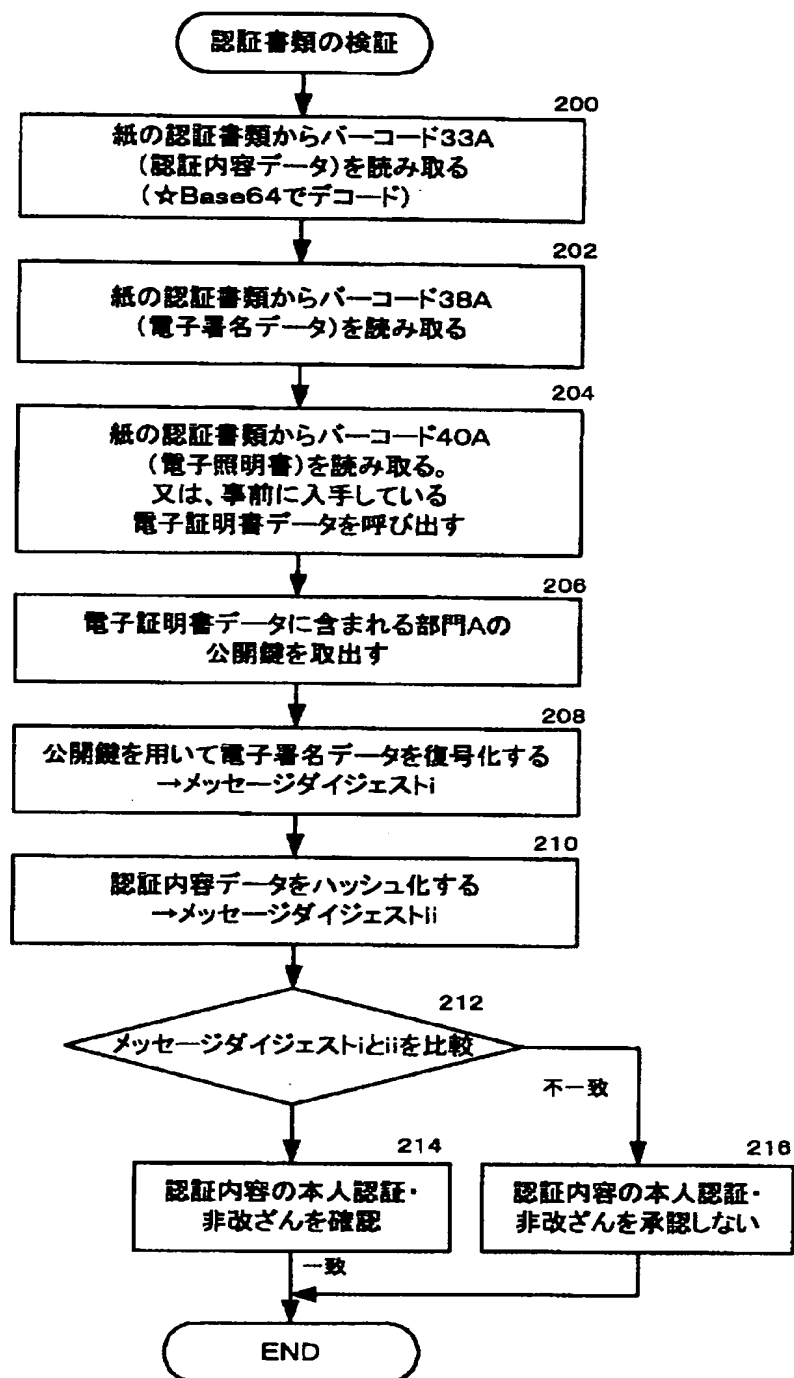 認証書類の検証
200
紙の認証書類からバーコード33A
(認証内容データ)を読み取る
(☆Base64でデコード)
202
紙の認証書類からバーコード38A
(電子署名データ)を読み取る
204
紙の認証書類からバーコード40A
(電子照明書)を読み取る。
又は、事前に入手している
電子証明書データを呼び出す
206
電子証明書データに含まれる部門Aの
公開鍵を取出す
208
公開鍵を用いて電子署名データを復号化する
→メッセージダイジェストi
210
認証内容データをハッシュ化する
→メッセージダイジェストii
212
メッセージダイジェストiとiiを比較
不一致
214
認証内容の本人認証・
非改ざんを確認
216
認証内容の本人認証・
非改ざんを承認しない
一致
END